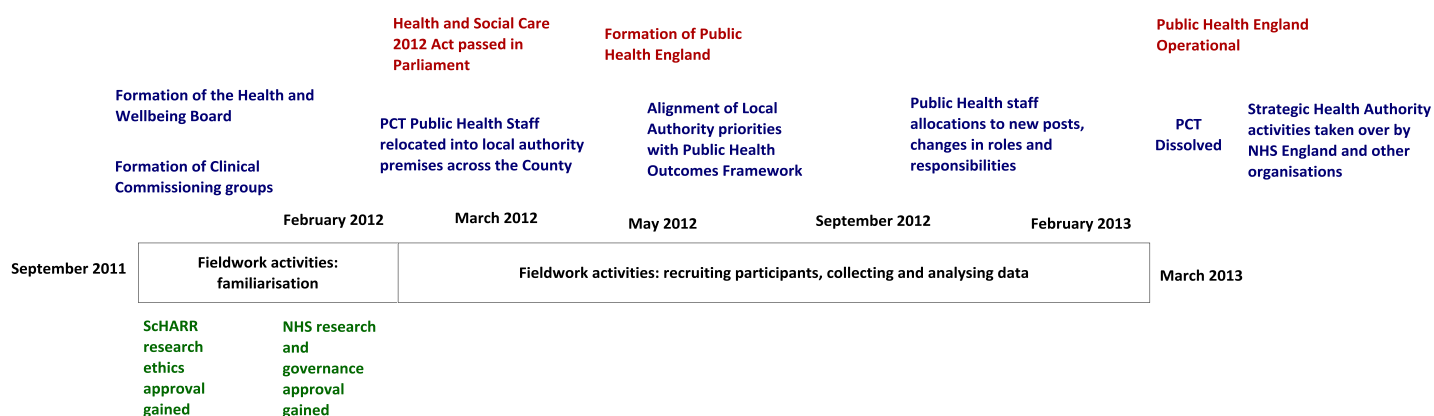 Health and Social Care
2012 Act passed in
Parliament
Formation of Public
Health England
Public Health England
Operational
Formation of the Health and
Wellbeing Board
Formation of Clinical
Commissioning groups
PCT Public Health Staff
relocated into local authority
premises across the County
Alignment of Local
Authority priorities
with Public Health
Outcomes Framework
Public Health staff
allocations to new posts,
changes in roles and
responsibilities
PCT
Dissolved
Strategic Health Authority
activities taken over by
NHS England and other
organisations
September 2011
February 2012
March 2012
May 2012
September 2012
February 2013
March 2013
Fieldwork activities:
familiarisation
Fieldwork activities: recruiting participants, collecting and analysing data
ScHARR
research
ethics
approval
gained
NHS research
and
governance
approval
gained